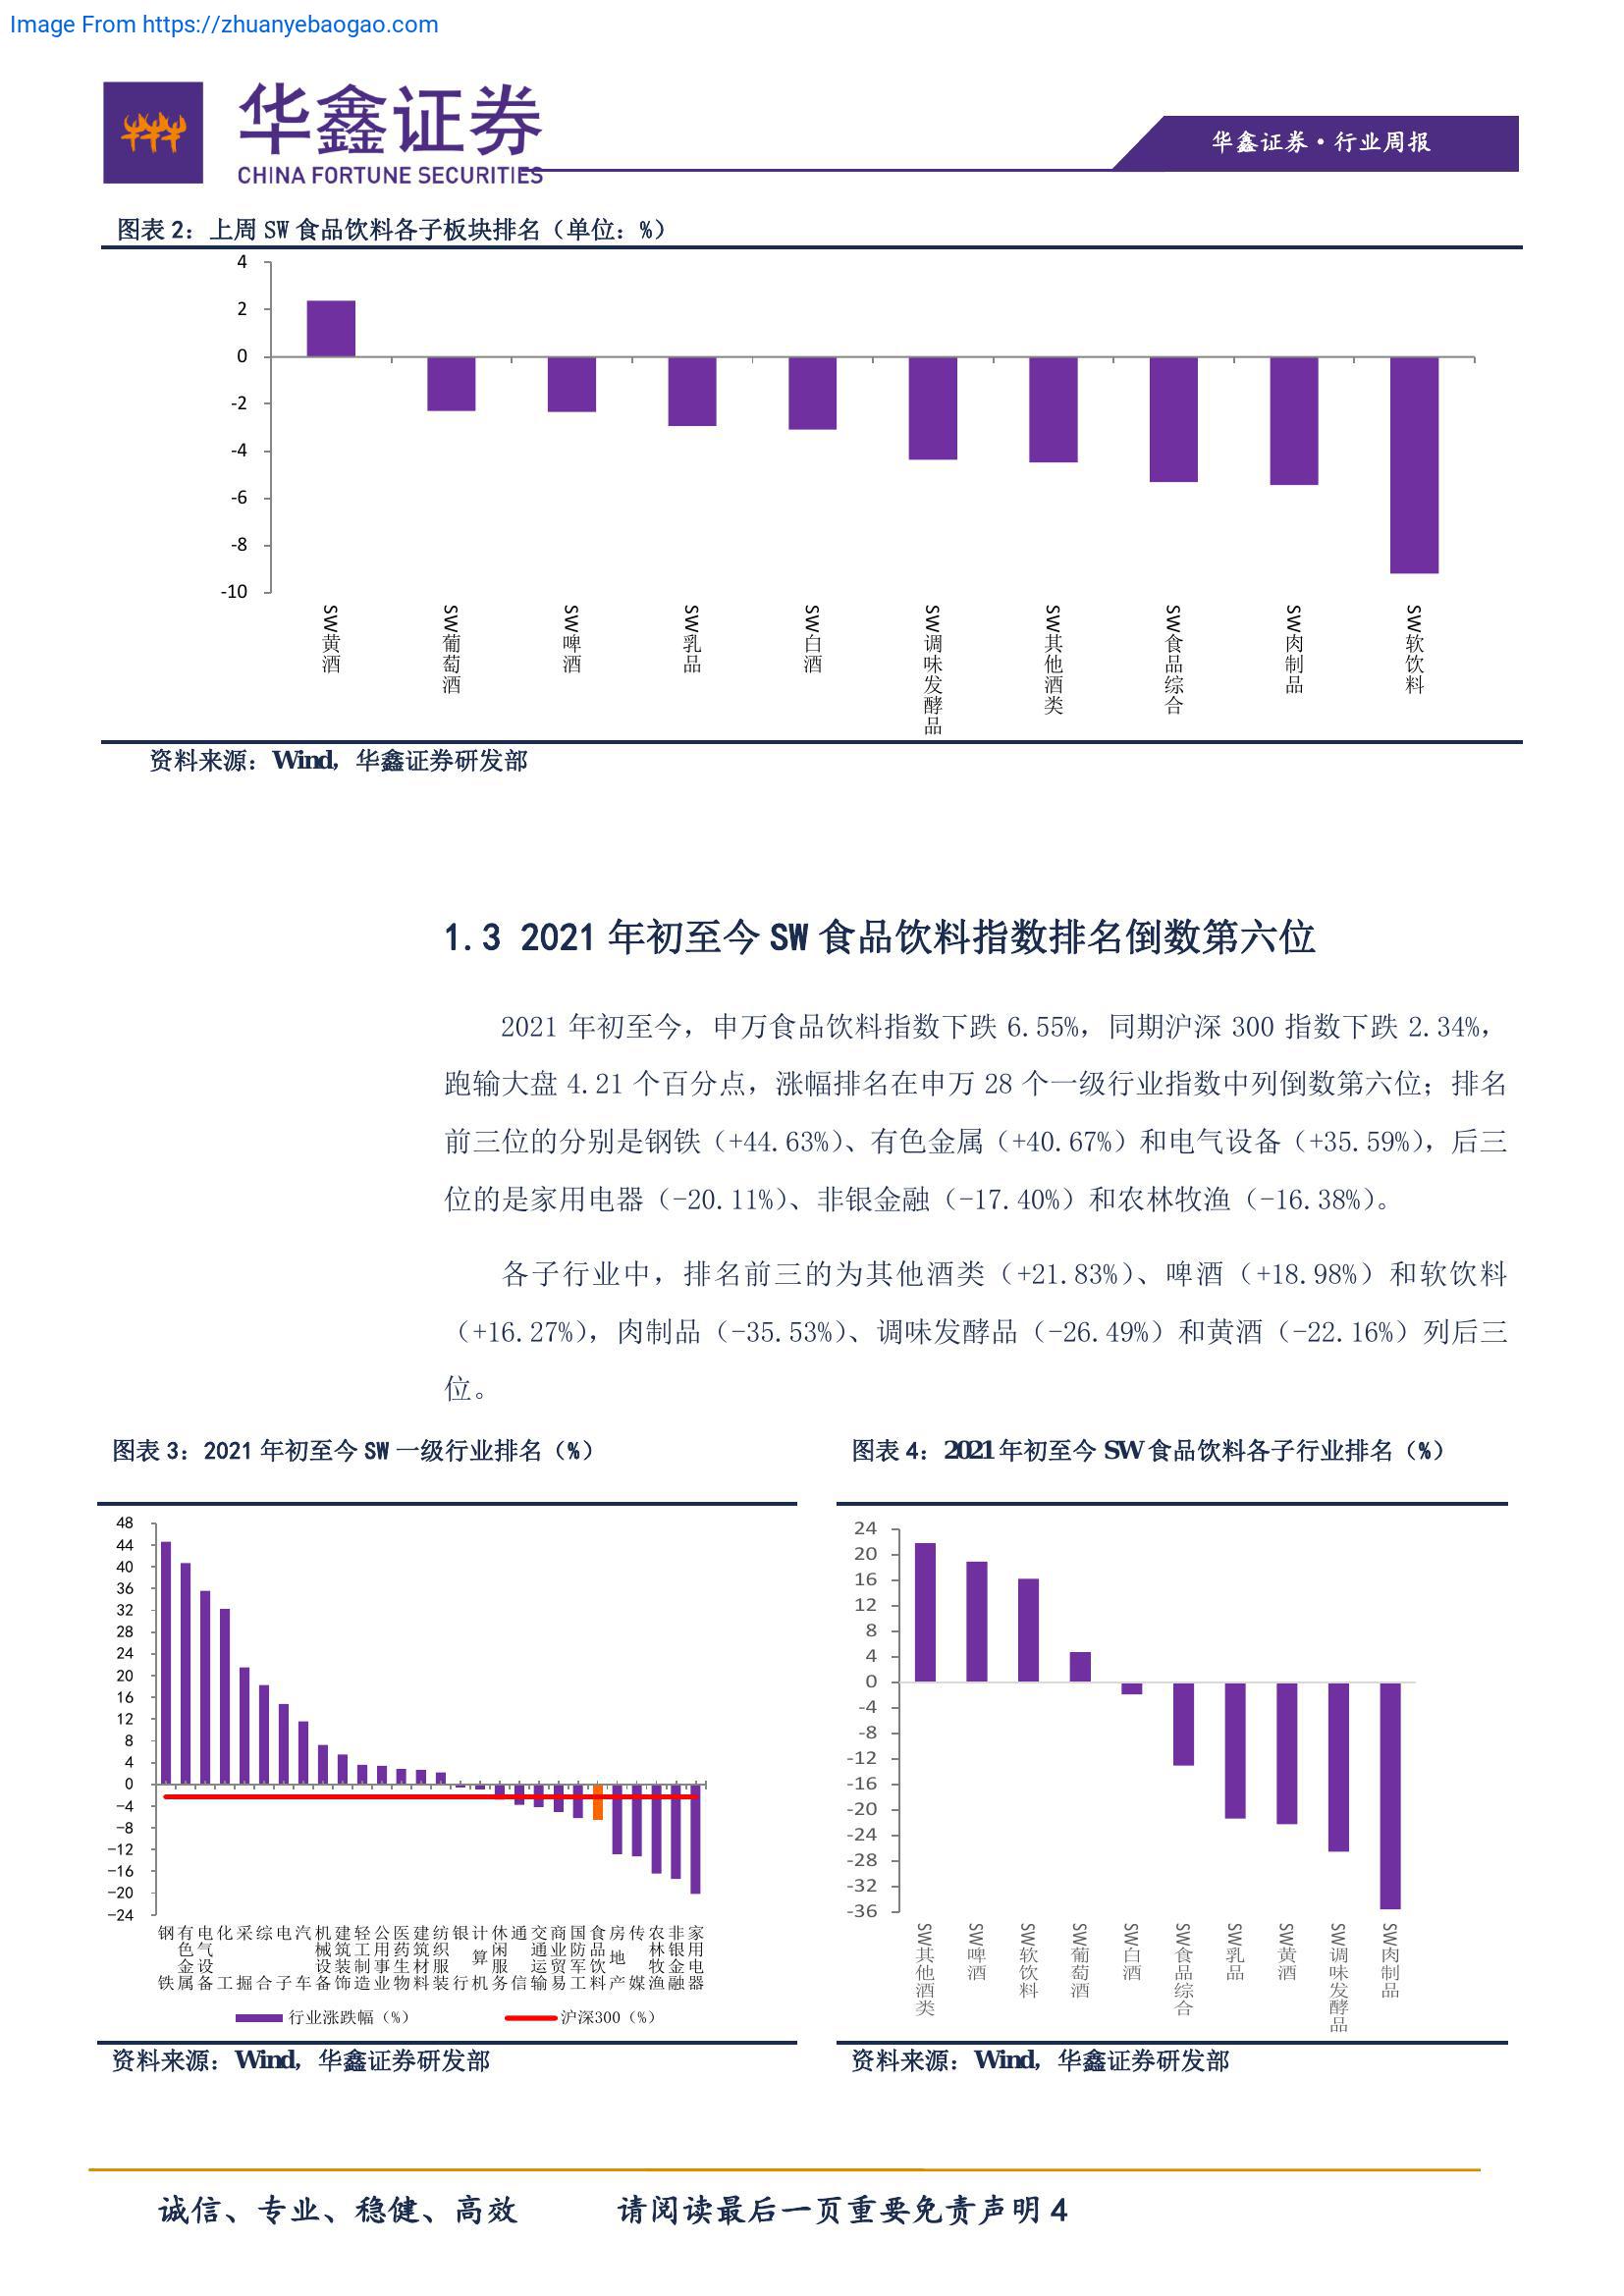 Image From https://zhuanyebaogao.com
华鑫证券
CHINA FORTUNE SECURITIES
华鑫证券·行业周报
图表 2：上周 SW 食品饮料各子板块排名（单位：%）
4
2
0
-2
-4
-6
-8
-10
SW黄酒
SW葡萄酒
SW啤酒
SW乳品
SW白酒
SW调味发酵品
SW其他酒类
SW食品综合
SW肉制品
SW软饮料
资料来源：Wind，华鑫证券研发部
1.3 2021 年初至今 SW 食品饮料指数排名倒数第六位
2021 年初至今，申万食品饮料指数下跌 6.55%，同期沪深 300 指数下跌 2.34%，
跑输大盘 4.21 个百分点，涨幅排名在申万 28 个一级行业指数中列倒数第六位；排名
前三位的分别是钢铁（+44.63%）、有色金属（+40.67%）和电气设备（+35.59%），后三
位的是家用电器（-20.11%）、非银金融（-17.40%）和农林牧渔（-16.38%）。
各子行业中，排名前三的为其他酒类（+21.83%）、啤酒（+18.98%）和软饮料
（+16.27%），肉制品（-35.53%）、调味发酵品（-26.49%）和黄酒（-22.16%）列后三
位。
图表 3：2021 年初至今 SW 一级行业排名（%）
48
44
40
36
32
28
24
20
16
12
8
4
0
-4
-8
-12
-16
-20
-24
钢铁
有色金属
电气设备
化工
采掘
综合
电子
汽车
机械设备
建筑装饰
轻工制造
公用事业
医药生物
建筑材料
纺织服装
银行
计算机
休闲服务
通信
交通运输
商业贸易
国防军工
食品饮料
房地产
传媒
农林牧渔
非银金融
家用电器
行业涨跌幅（%）
沪深300（%）
资料来源：Wind，华鑫证券研发部
图表 4：2021 年初至今 SW 食品饮料各子行业排名（%）
24
20
16
12
8
4
0
-4
-8
-12
-16
-20
-24
-28
-32
-36
SW其他酒类
SW啤酒
SW软饮料
SW葡萄酒
SW白酒
SW食品综合
SW乳品
SW黄酒
SW调味发酵品
SW肉制品
资料来源：Wind，华鑫证券研发部
诚信、专业、稳健、高效
请阅读最后一页重要免责声明 4